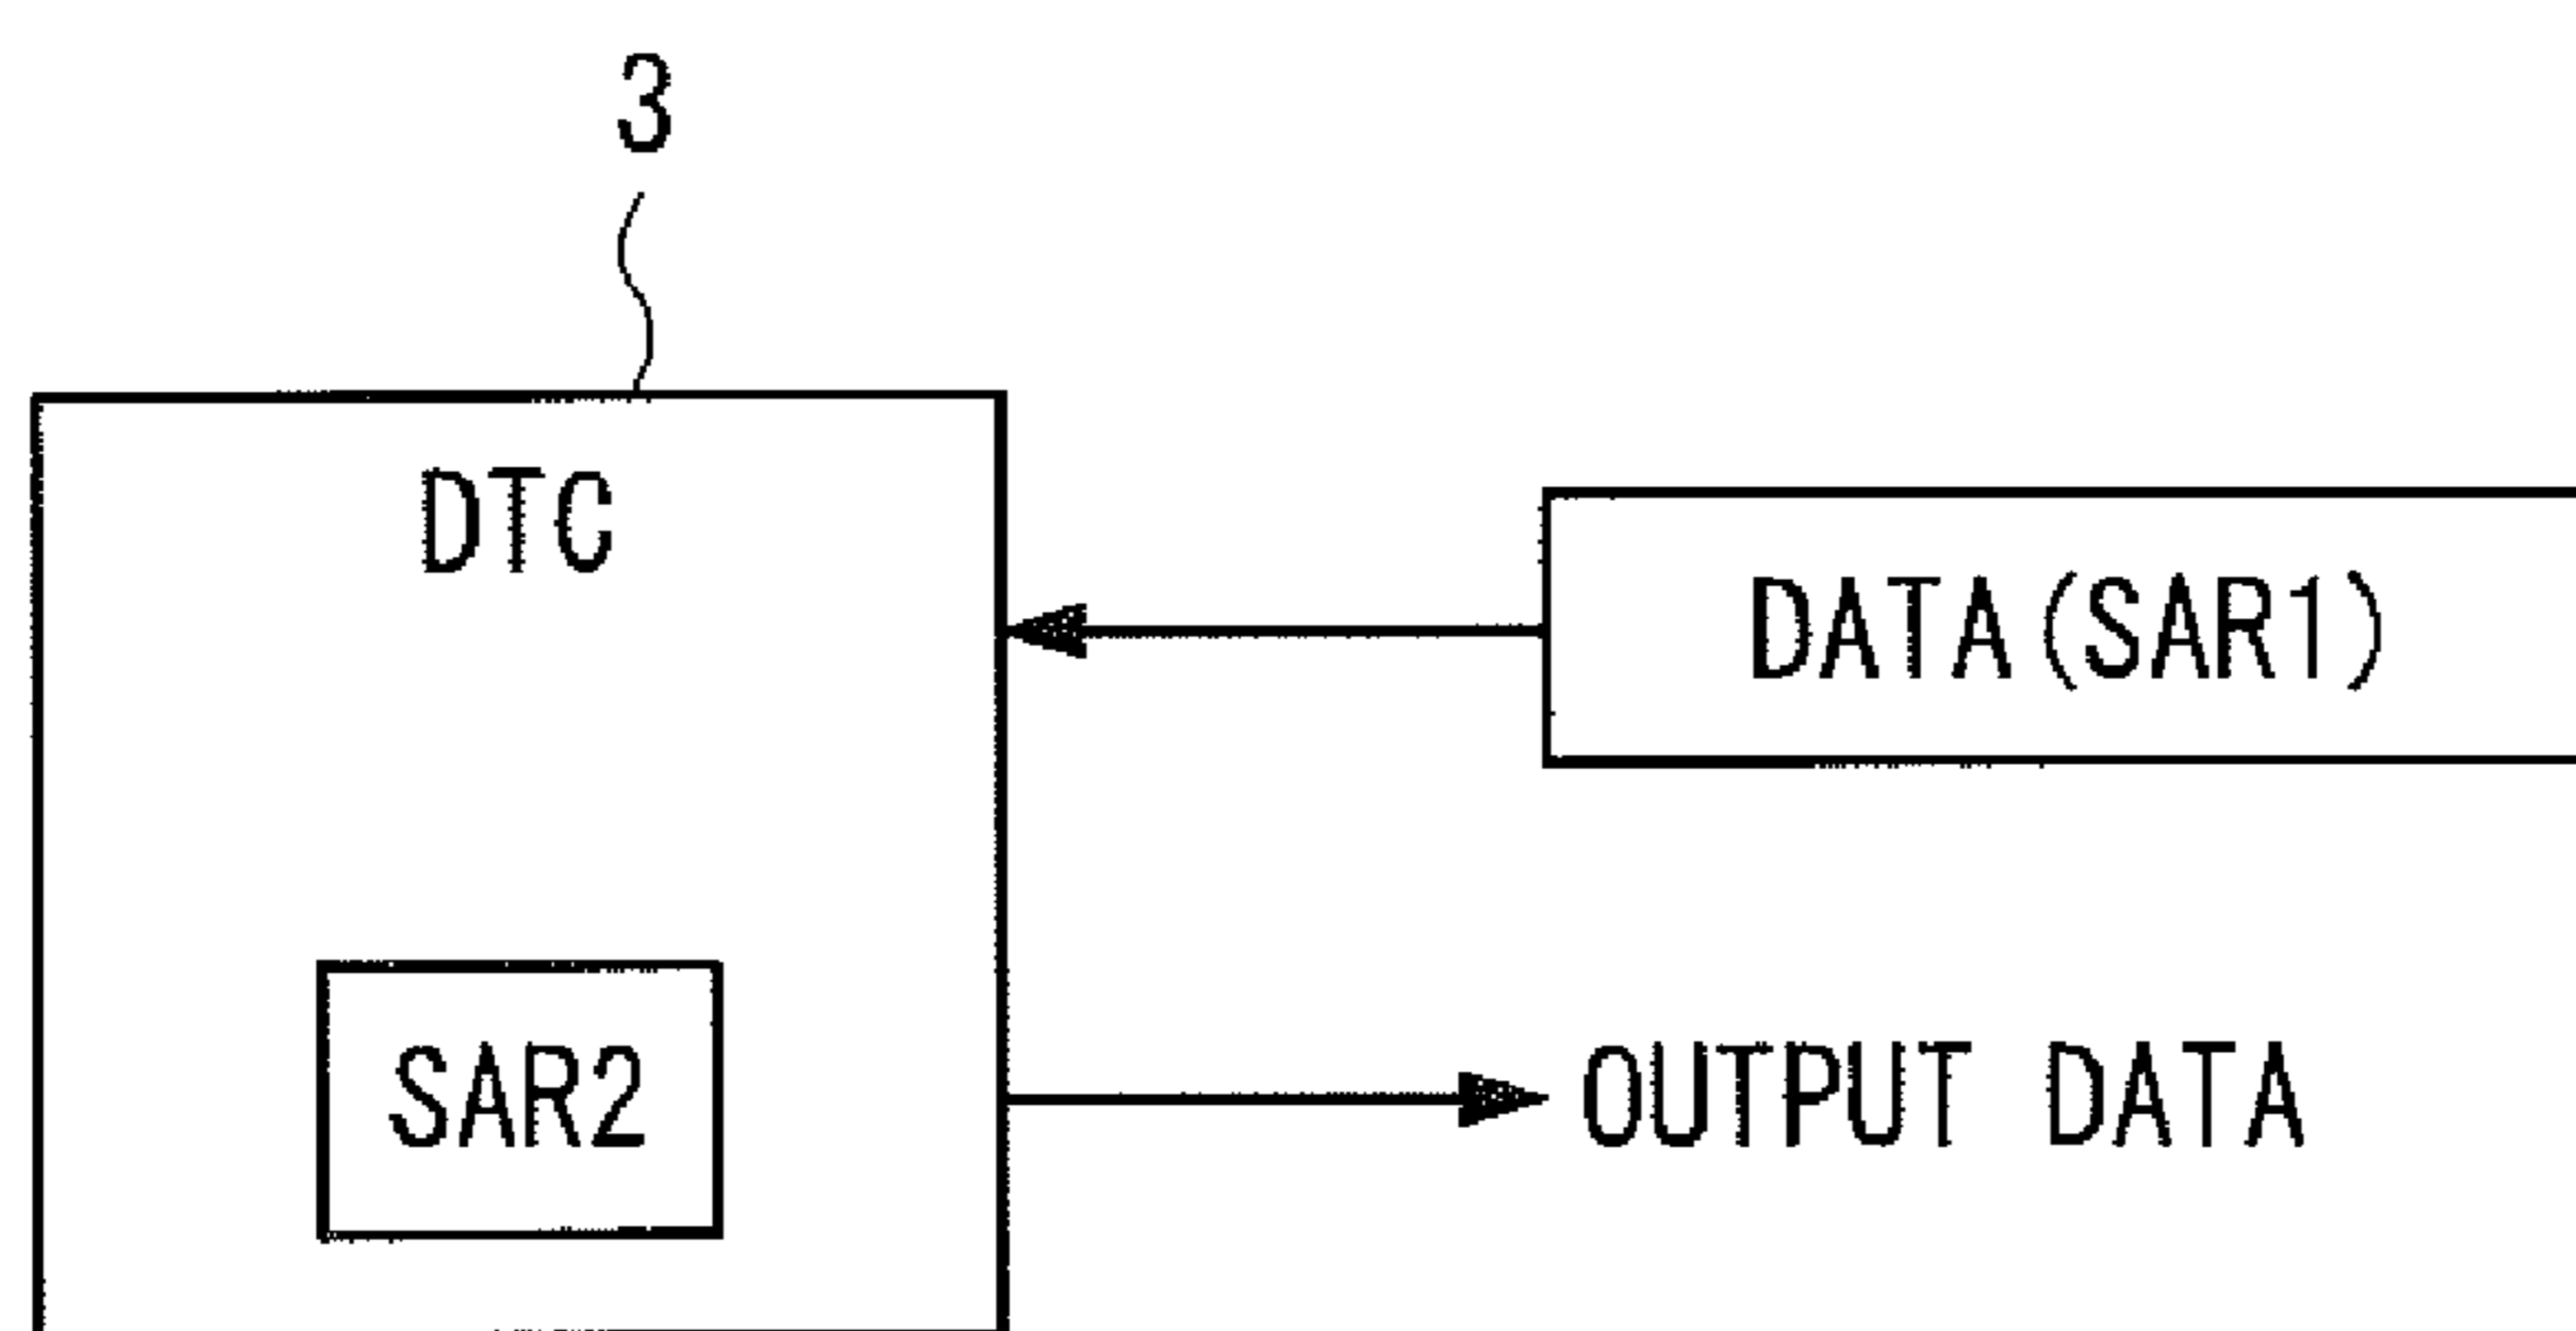 3
DTC
DATA(SAR1)
SAR2
OUTPUT DATA